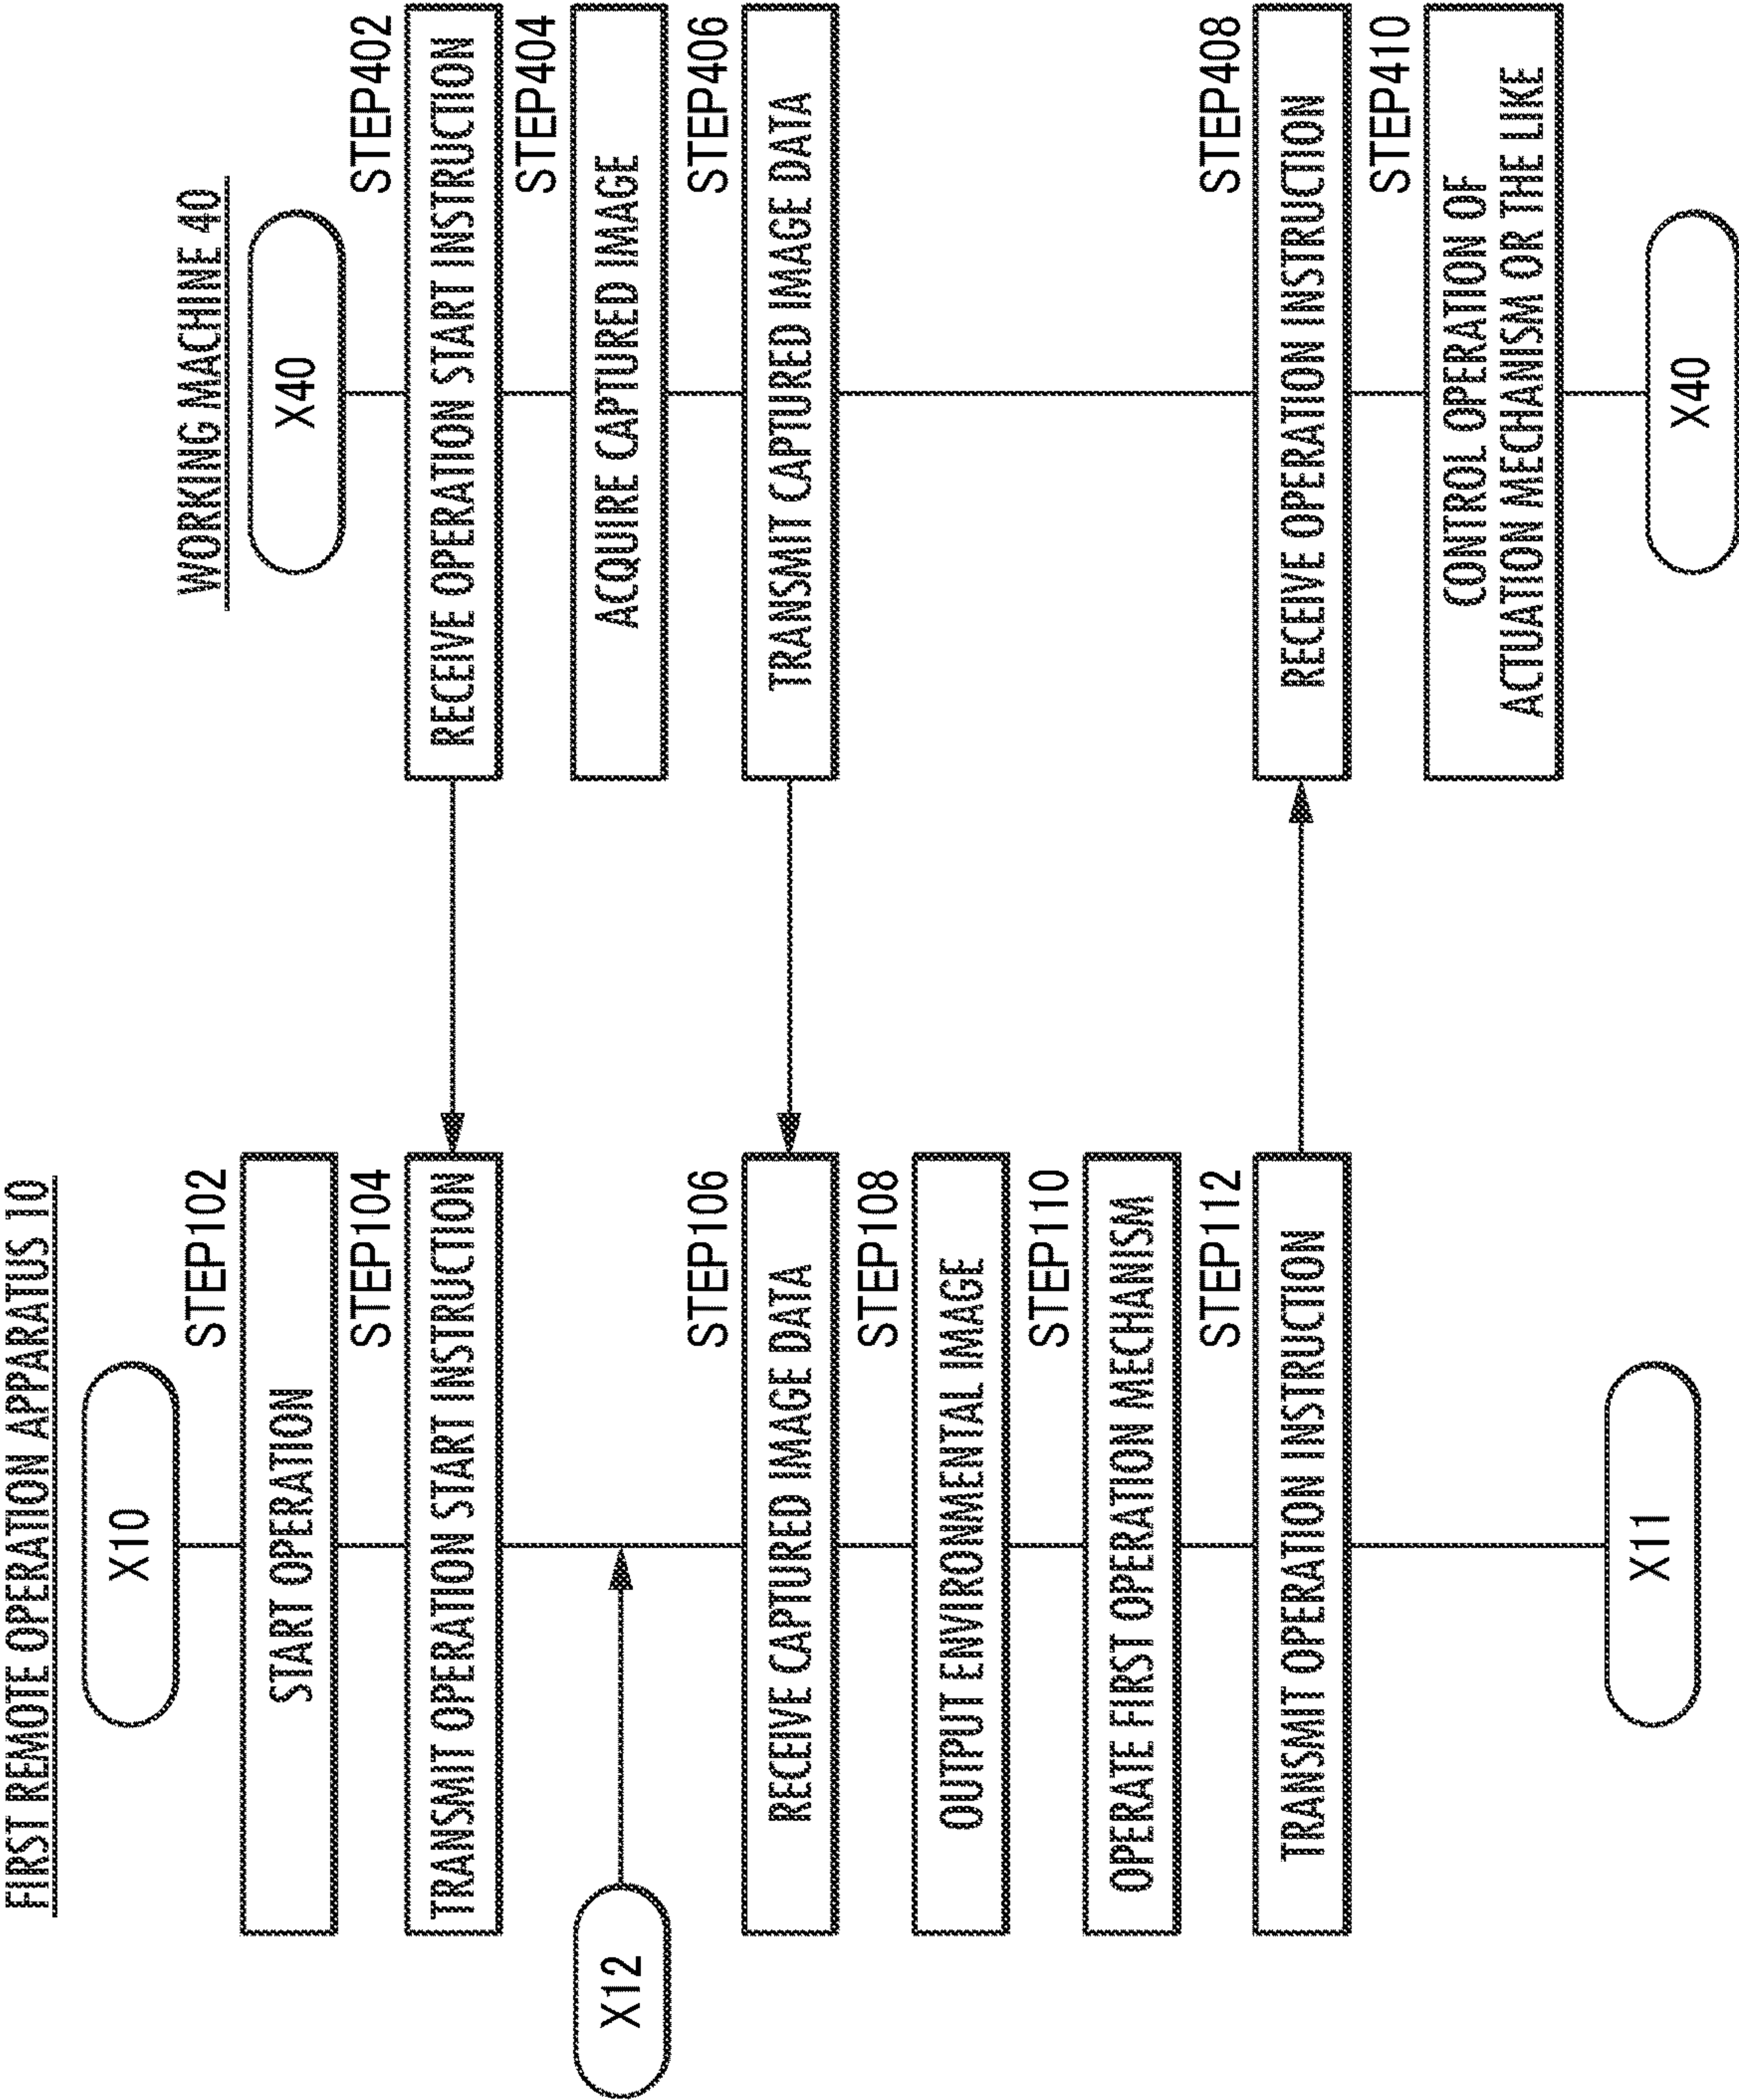 FIRST REMOTE OPERATION APPARATUS 10
X10
STEP102
START OPERATION
STEP104
TRANSMIT OPERATION START INSTRUCTION
X12
STEP106
RECEIVE CAPTURED IMAGE DATA
STEP108
OUTPUT ENVIRONMENTAL IMAGE
STEP110
OPERATE FIRST OPERATION MECHANISM
STEP112
TRANSMIT OPERATION INSTRUCTION
X11
WORKING MACHINE 40
X40
STEP402
RECEIVE OPERATION START INSTRUCTION
STEP404
ACQUIRE CAPTURED IMAGE
STEP406
TRANSMIT CAPTURED IMAGE DATA
STEP408
RECEIVE OPERATION INSTRUCTION
STEP410
CONTROL OPERATION OF
ACTUATION MECHANISM OR THE LIKE
X40